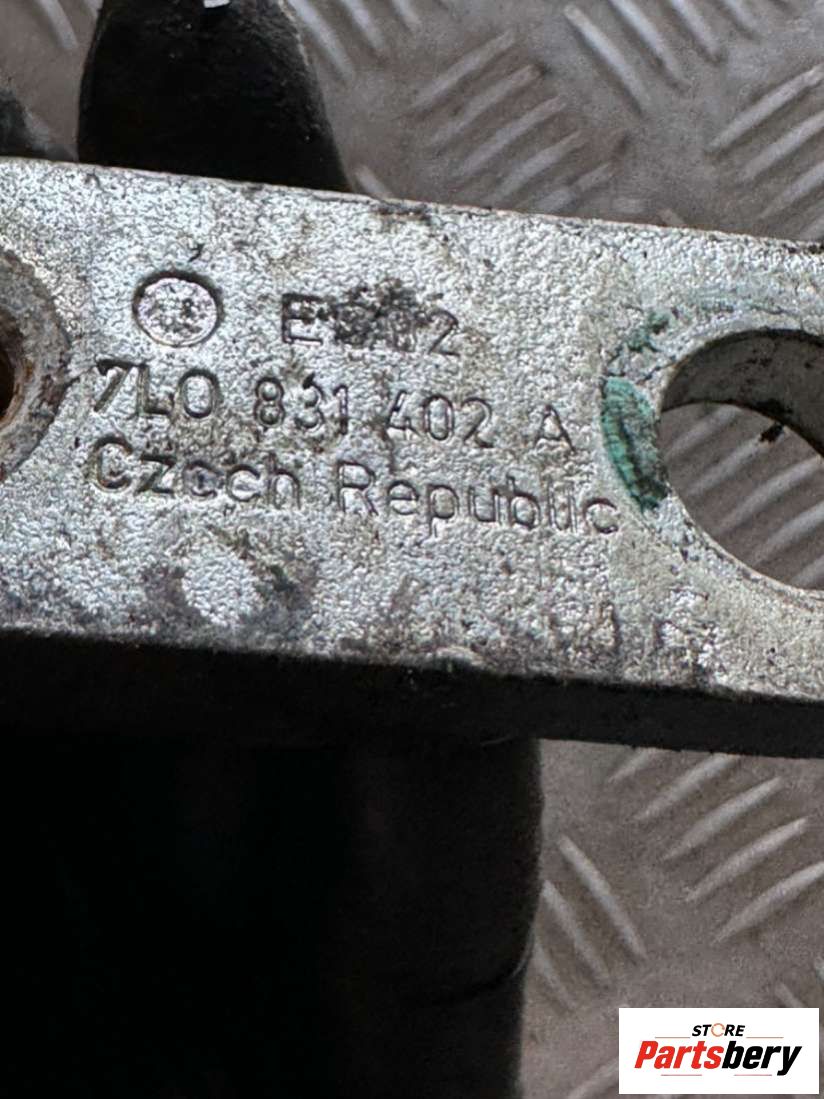 7L0 831 402 A
Czech Republic
STORE
Partsbery